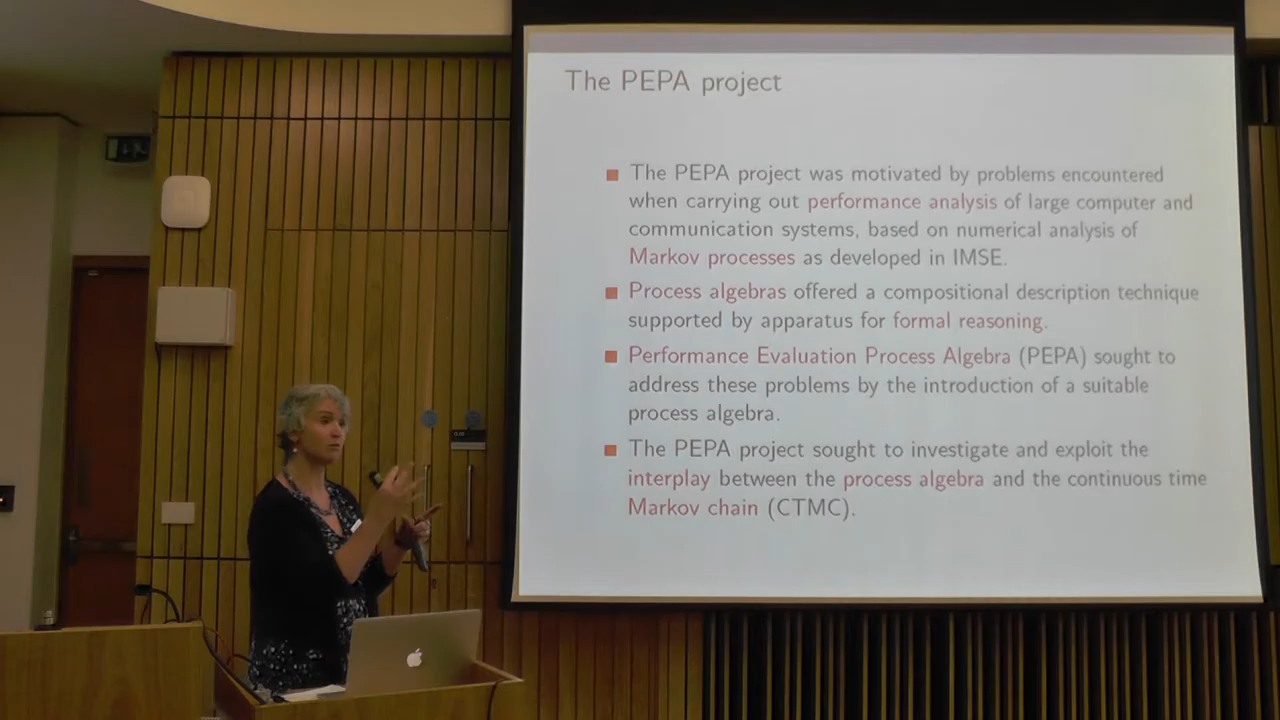 The PEPA project
The PEPA project was motivated by problems encountered
when carrying out performance analysis of large computer and
communication systems, based on numerical analysis of
Markov processes as developed in IMSE.
Process algebras offered a compositional description technique
supported by apparatus for formal reasoning.
Performance Evaluation Process Algebra (PEPA) sought to
address these problems by the introduction of a suitable
process algebra.
The PEPA project sought to investigate and exploit the
interplay between the process algebra and the continuous time
Markov chain (CTMC).